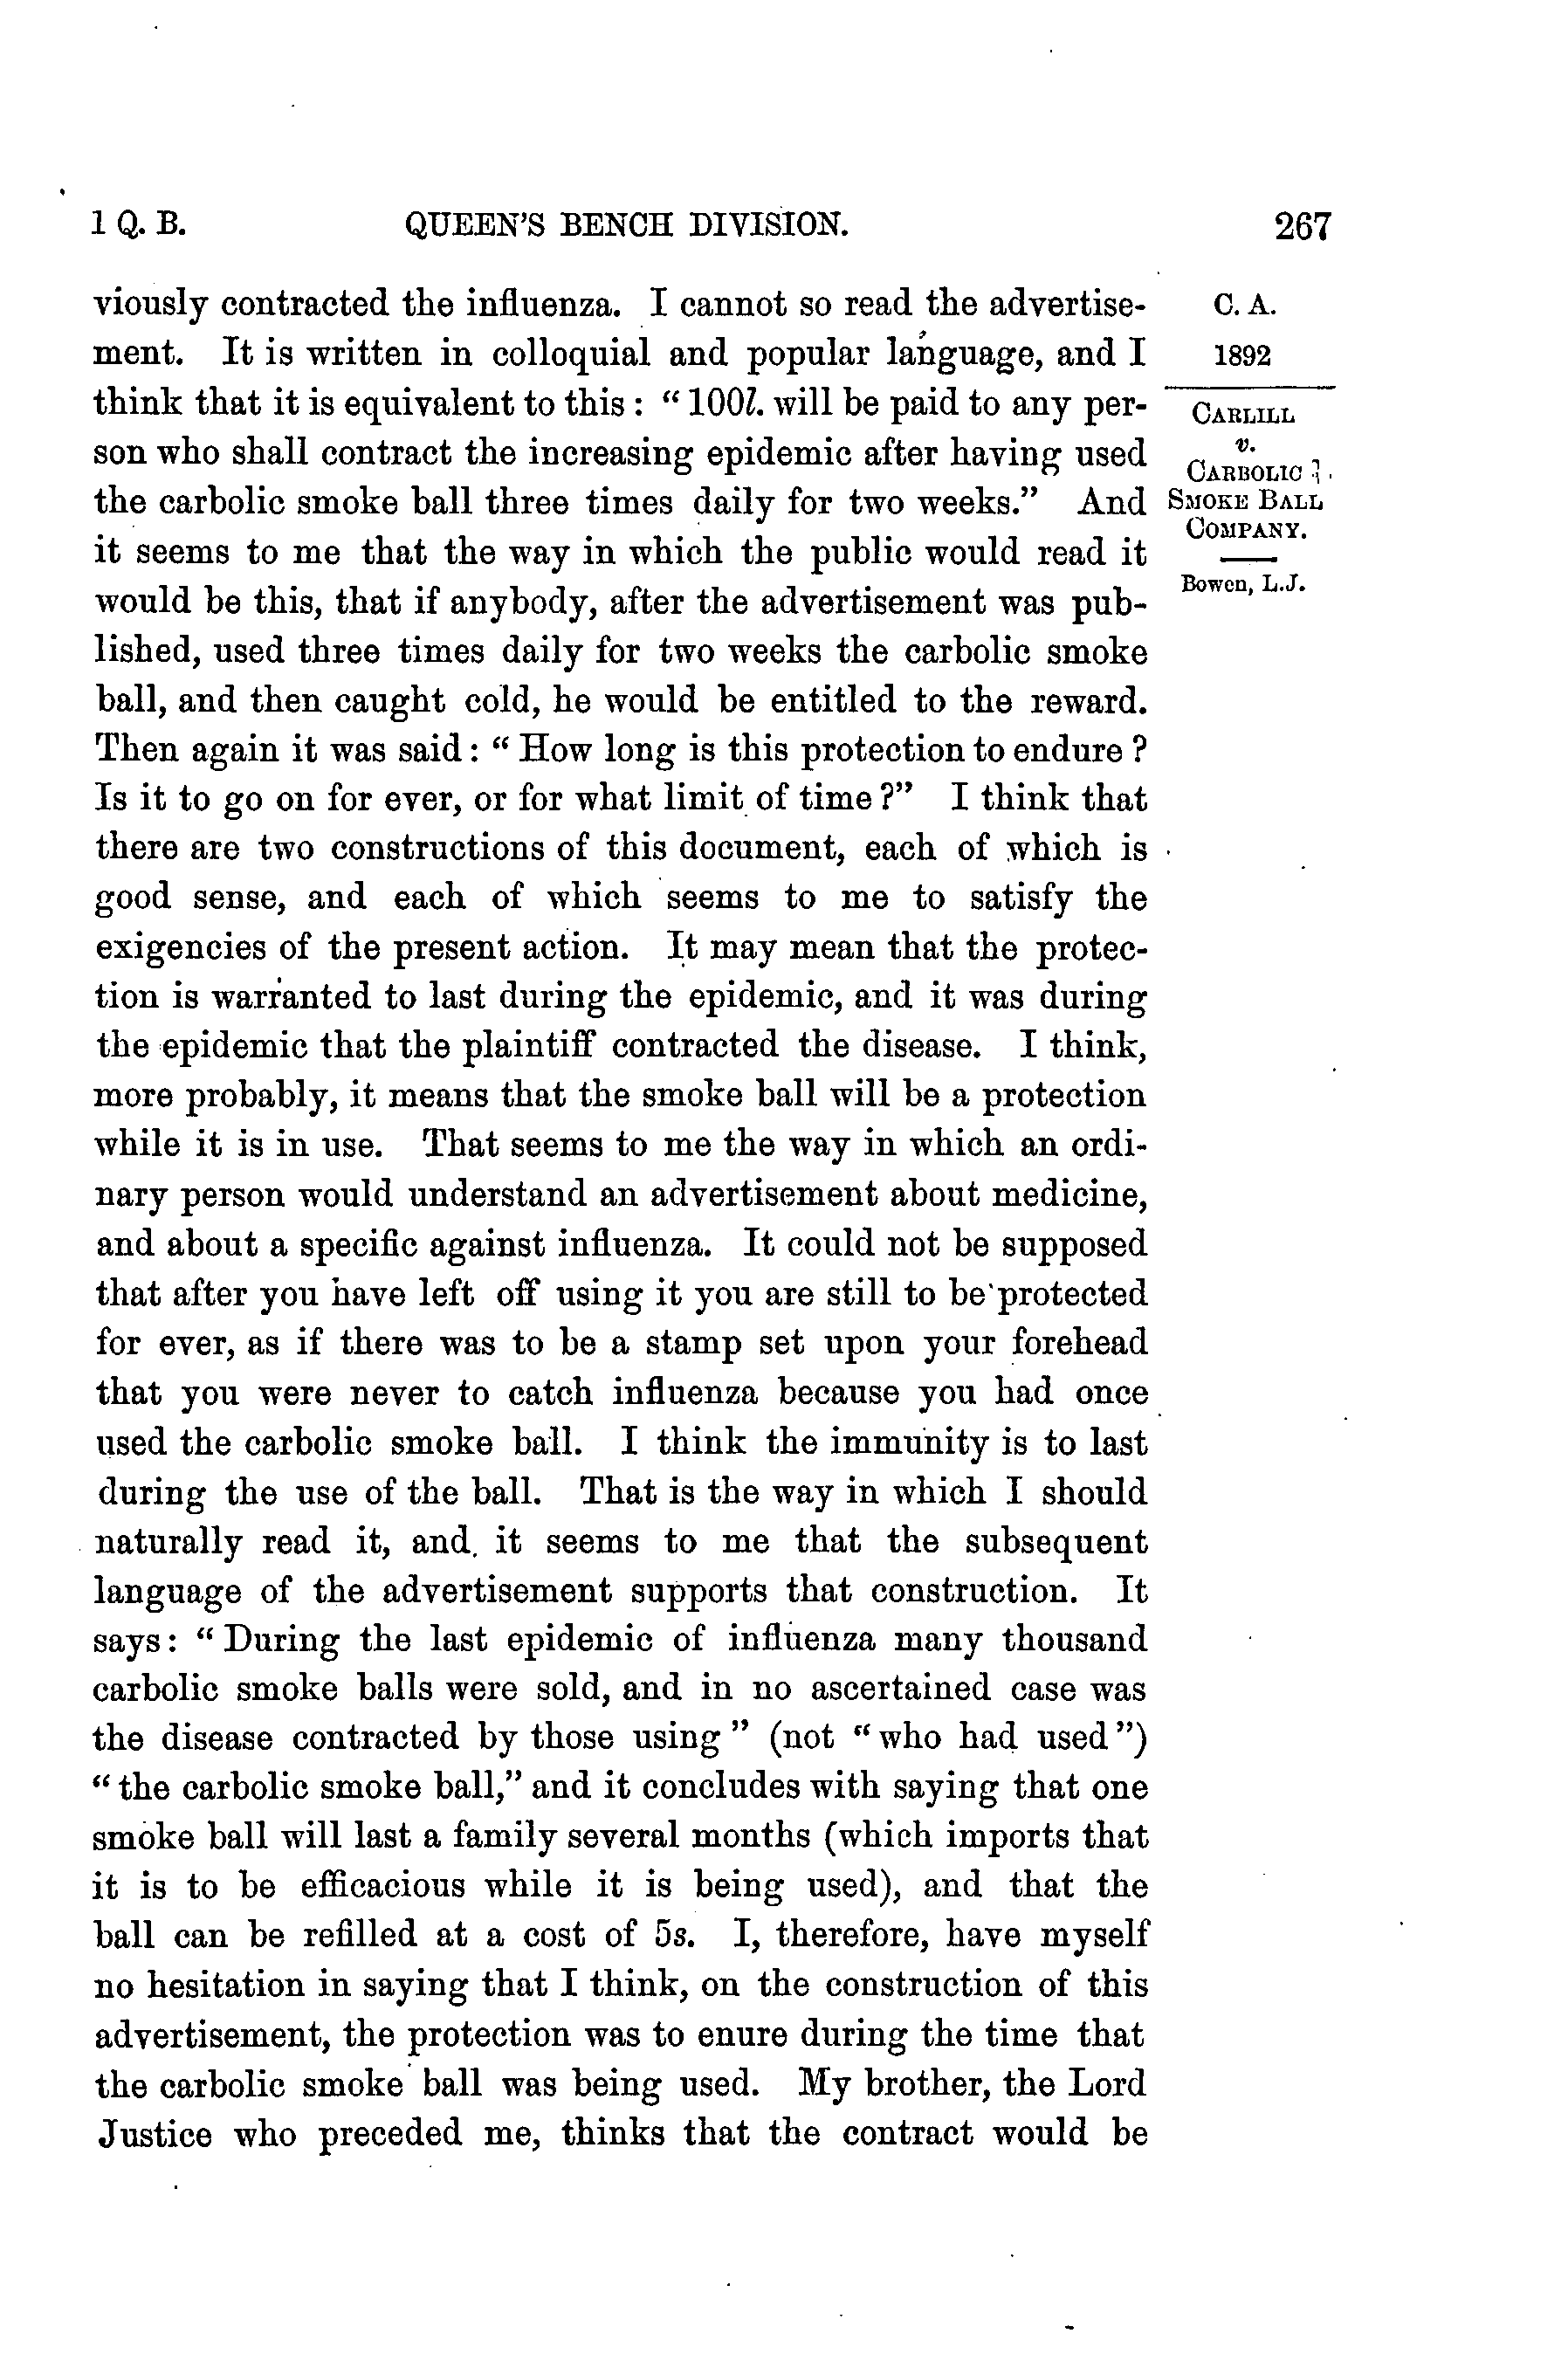 1 Q. B. QUEEN'S BENCH DIVISION. 267
viously contracted the influenza. I cannot so read the advertise-
ment. It is written in colloquial and popular language, and I
think that it is equivalent to this : “ 100l. will be paid to any per-
son who shall contract the increasing epidemic after having used
the carbolic smoke ball three times daily for two weeks.” And
it seems to me that the way in which the public would read it
would be this, that if anybody, after the advertisement was pub-
lished, used three times daily for two weeks the carbolic smoke
ball, and then caught cold, he would be entitled to the reward.
Then again it was said : “ How long is this protection to endure ?
Is it to go on for ever, or for what limit of time ?” I think that
there are two constructions of this document, each of which is
good sense, and each of which seems to me to satisfy the
exigencies of the present action. It may mean that the protec-
tion is warranted to last during the epidemic, and it was during
the epidemic that the plaintiff contracted the disease. I think,
more probably, it means that the smoke ball will be a protection
while it is in use. That seems to me the way in which an ordi-
nary person would understand an advertisement about medicine,
and about a specific against influenza. It could not be supposed
that after you have left off using it you are still to be protected
for ever, as if there was to be a stamp set upon your forehead
that you were never to catch influenza because you had once
used the carbolic smoke ball. I think the immunity is to last
during the use of the ball. That is the way in which I should
naturally read it, and it seems to me that the subsequent
language of the advertisement supports that construction. It
says : “ During the last epidemic of influenza many thousand
carbolic smoke balls were sold, and in no ascertained case was
the disease contracted by those using ” (not “ who had used ”)
“ the carbolic smoke ball,” and it concludes with saying that one
smoke ball will last a family several months (which imports that
it is to be efficacious while it is being used), and that the
ball can be refilled at a cost of 5s. I, therefore, have myself
no hesitation in saying that I think, on the construction of this
advertisement, the protection was to enure during the time that
the carbolic smoke ball was being used. My brother, the Lord
Justice who preceded me, thinks that the contract would be
C. A.
1892
CARLILL
v.
CARBOLIC
SMOKE BALL
COMPANY.
Bowen, L.J.